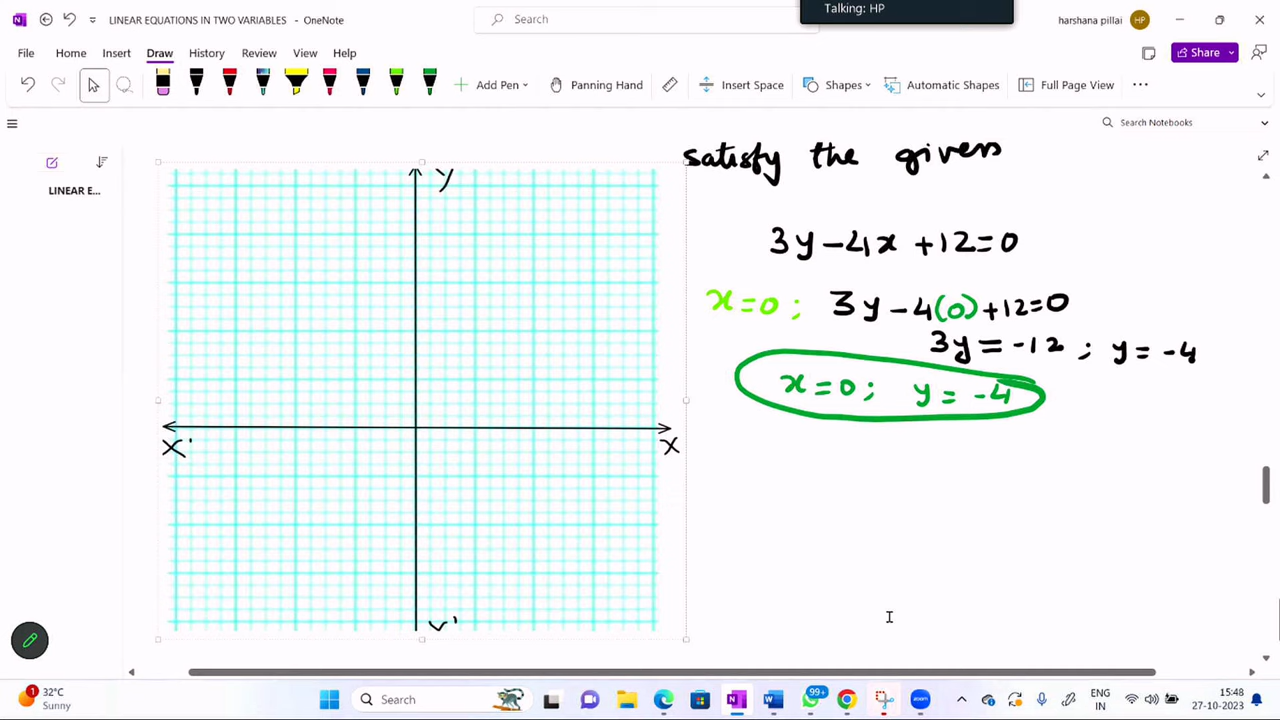 Talking: HP
LINEAR EQUATIONS IN TWO VARIABLES - OneNote
Search
harshana pillai
HP
File Home Insert Draw History Review View Help
Share
Add Pen
Panning Hand
Insert Space
Shapes
Automatic Shapes
Full Page View
Search Notebooks
LINEAR E...
satisfy the given
3y-4x+12=0
x=0; 3y-4(0)+12=0
3y=-12; y=-4
x=0; y=-4
y
X'
X
y'
1
32°C
Sunny
Search
99+
ENG
IN
15:48
27-10-2023